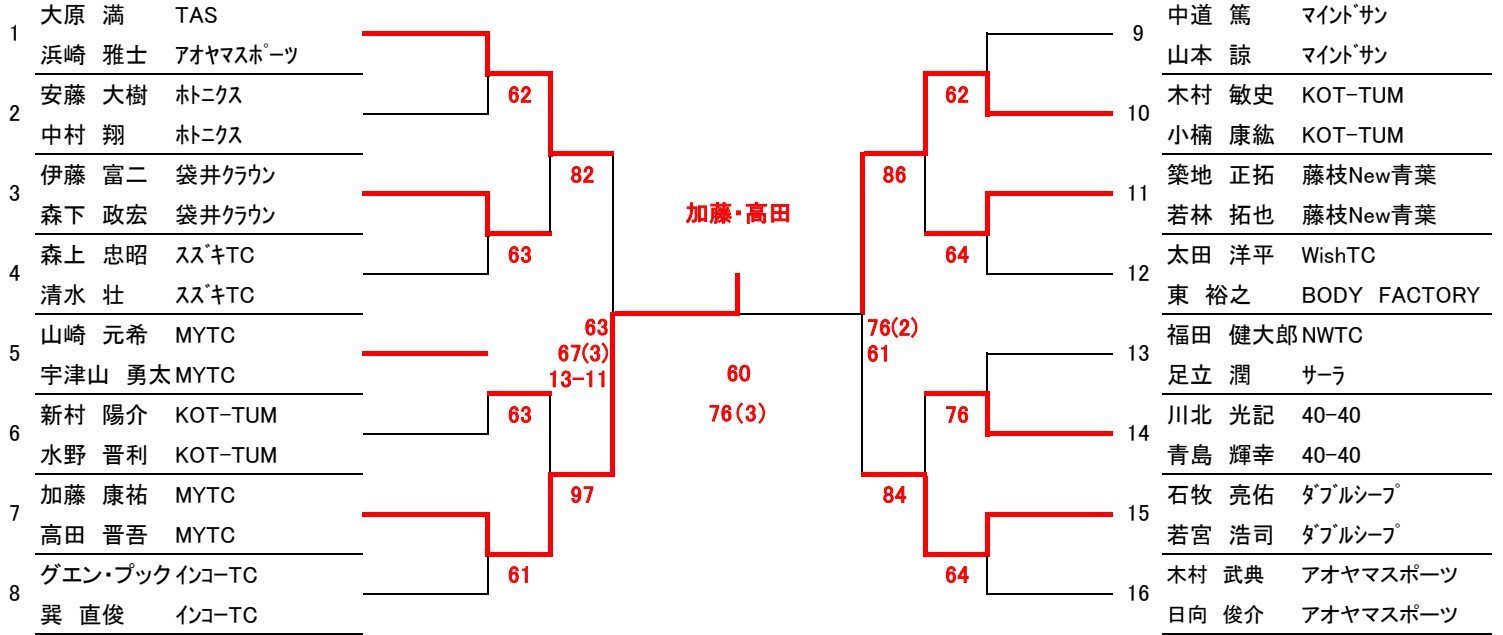 1
大原 満 TAS
浜崎 雅士 アオヤマスポーツ
2
安藤 大樹 ホトニクス
中村 翔 ホトニクス
3
伊藤 富二 袋井クラウン
森下 政宏 袋井クラウン
4
森上 忠昭 スズキTC
清水 壮 スズキTC
5
山崎 元希 MYTC
宇津山 勇太 MYTC
6
新村 陽介 KOT-TUM
水野 晋利 KOT-TUM
7
加藤 康祐 MYTC
高田 晋吾 MYTC
8
グエン・プック インコーTC
巽 直俊 インコーTC
62
63
63
61
82
97
63
67(3)
13-11
加藤・高田
60
76(3)
76(2)
61
86
84
62
64
76
64
9
中道 篤 マインドサン
山本 諒 マインドサン
10
木村 敏史 KOT-TUM
小楠 康紘 KOT-TUM
11
築地 正拓 藤枝New青葉
若林 拓也 藤枝New青葉
12
太田 洋平 WishTC
東 裕之 BODY FACTORY
13
福田 健太郎 NWTC
足立 潤 サーラ
14
川北 光記 40-40
青島 輝幸 40-40
15
石牧 亮佑 ダブルシープ
若宮 浩司 ダブルシープ
16
木村 武典 アオヤマスポーツ
日向 俊介 アオヤマスポーツ